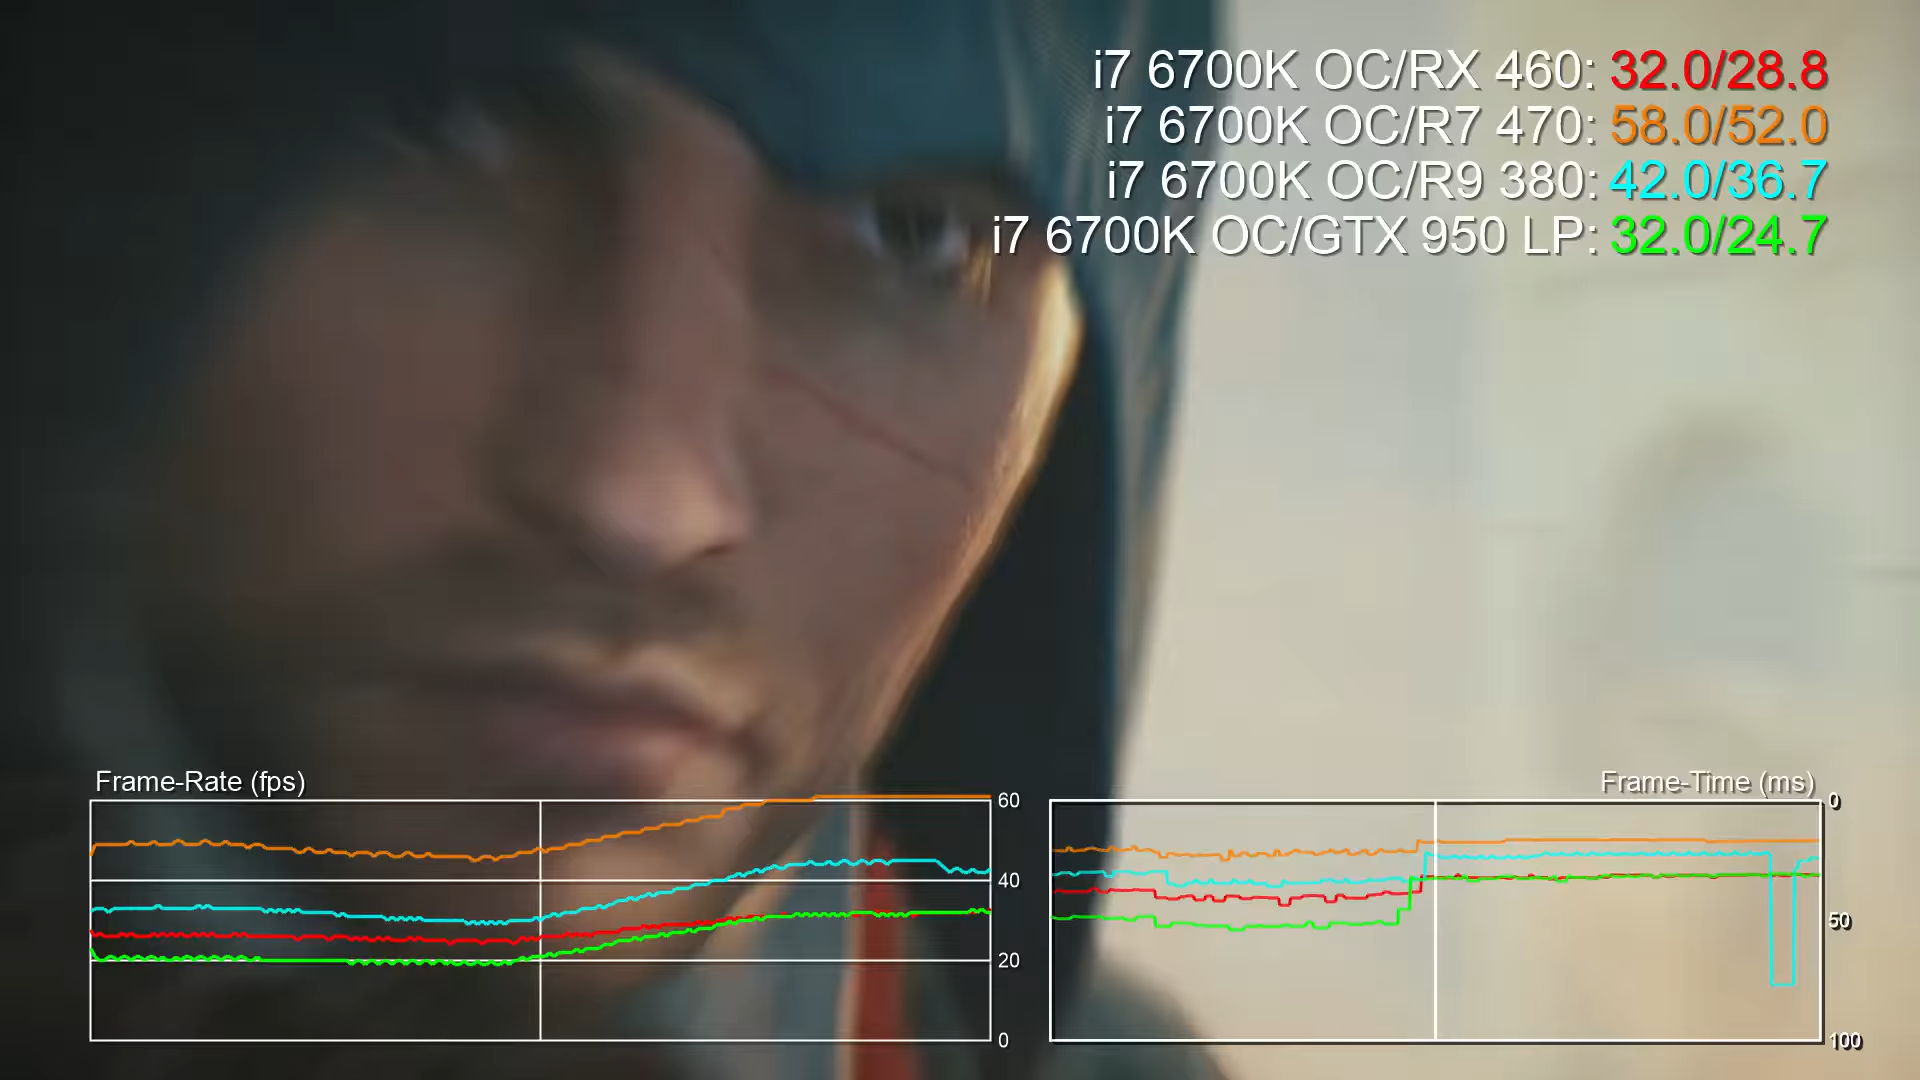 i7 6700K OC/RX 460: 32.0/28.8
i7 6700K OC/R7 470: 58.0/52.0
i7 6700K OC/R9 380: 42.0/36.7
i7 6700K OC/GTX 950 LP: 32.0/24.7
Frame-Rate (fps)
60
40
20
0
Frame-Time (ms)
0
50
100